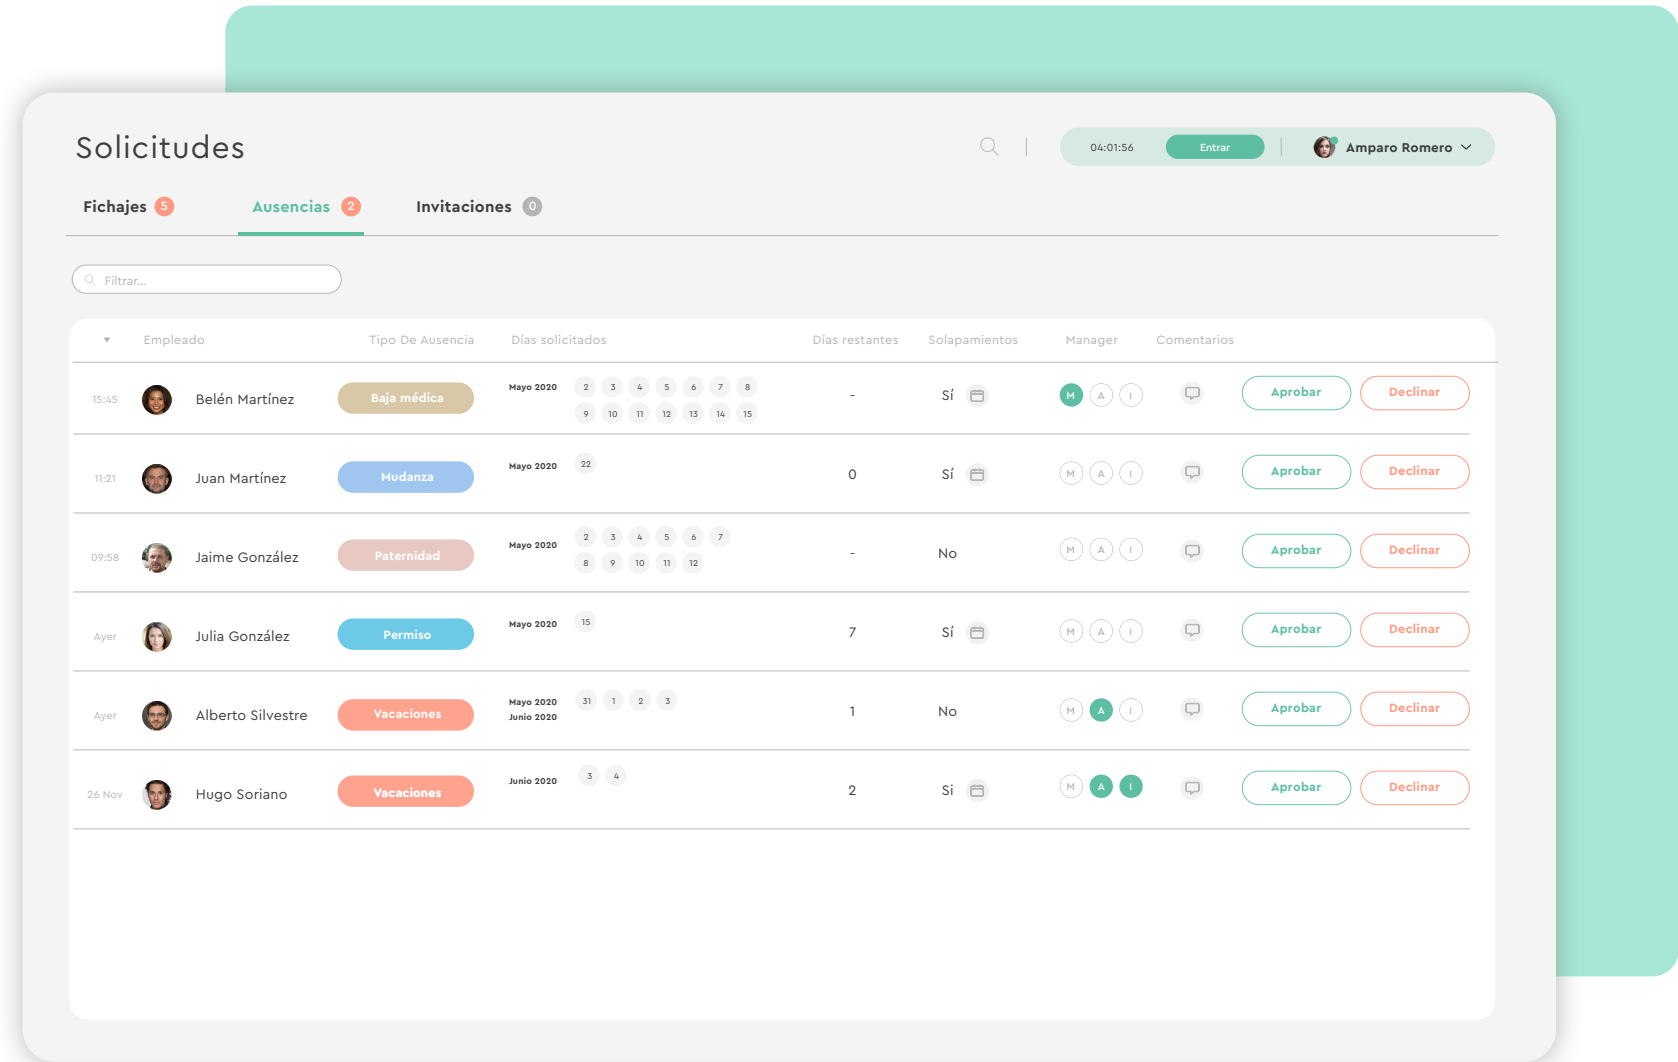 Solicitudes
04:01:56 Entrar Amparo Romero
Fichajes 5 Ausencias 2 Invitaciones 0
Filtrar...
Empleado Tipo De Ausencia Días solicitados Días restantes Solapamientos Manager Comentarios
15:45 Belén Martínez Baja médica Mayo 2020 2 3 4 5 6 7 8 - Sí M A I Aprobar Declinar
9 10 11 12 13 14 15
11:21 Juan Martínez Mudanza Mayo 2020 22 0 Sí M A I Aprobar Declinar
09:58 Jaime González Paternidad Mayo 2020 2 3 4 5 6 7 - No M A I Aprobar Declinar
8 9 10 11 12
Ayer Julia González Permiso Mayo 2020 15 7 Sí M A I Aprobar Declinar
Ayer Alberto Silvestre Vacaciones Mayo 2020 31 1 2 3 1 No M A I Aprobar Declinar
Junio 2020
26 Nov Hugo Soriano Vacaciones Junio 2020 3 4 2 Si M A I Aprobar Declinar